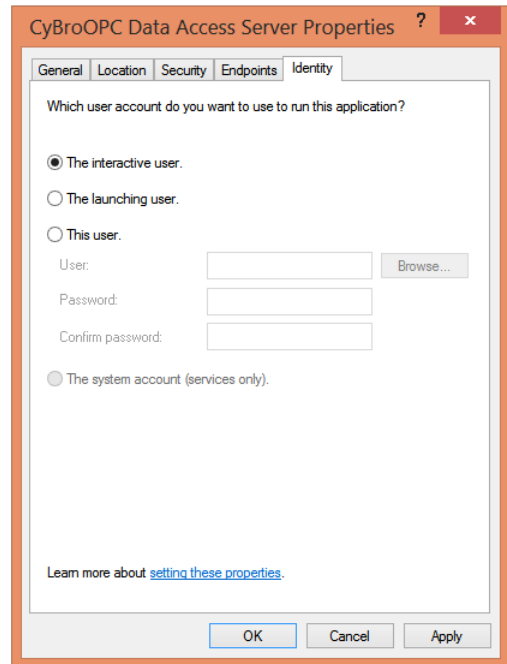 CyBroOPC Data Access Server Properties ? x
General Location Security Endpoints Identity
Which user account do you want to use to run this application?
The interactive user.
The launching user.
This user.
User: Browse...
Password:
Confirm password:
The system account (services only).
Learn more about setting these properties.
OK Cancel Apply